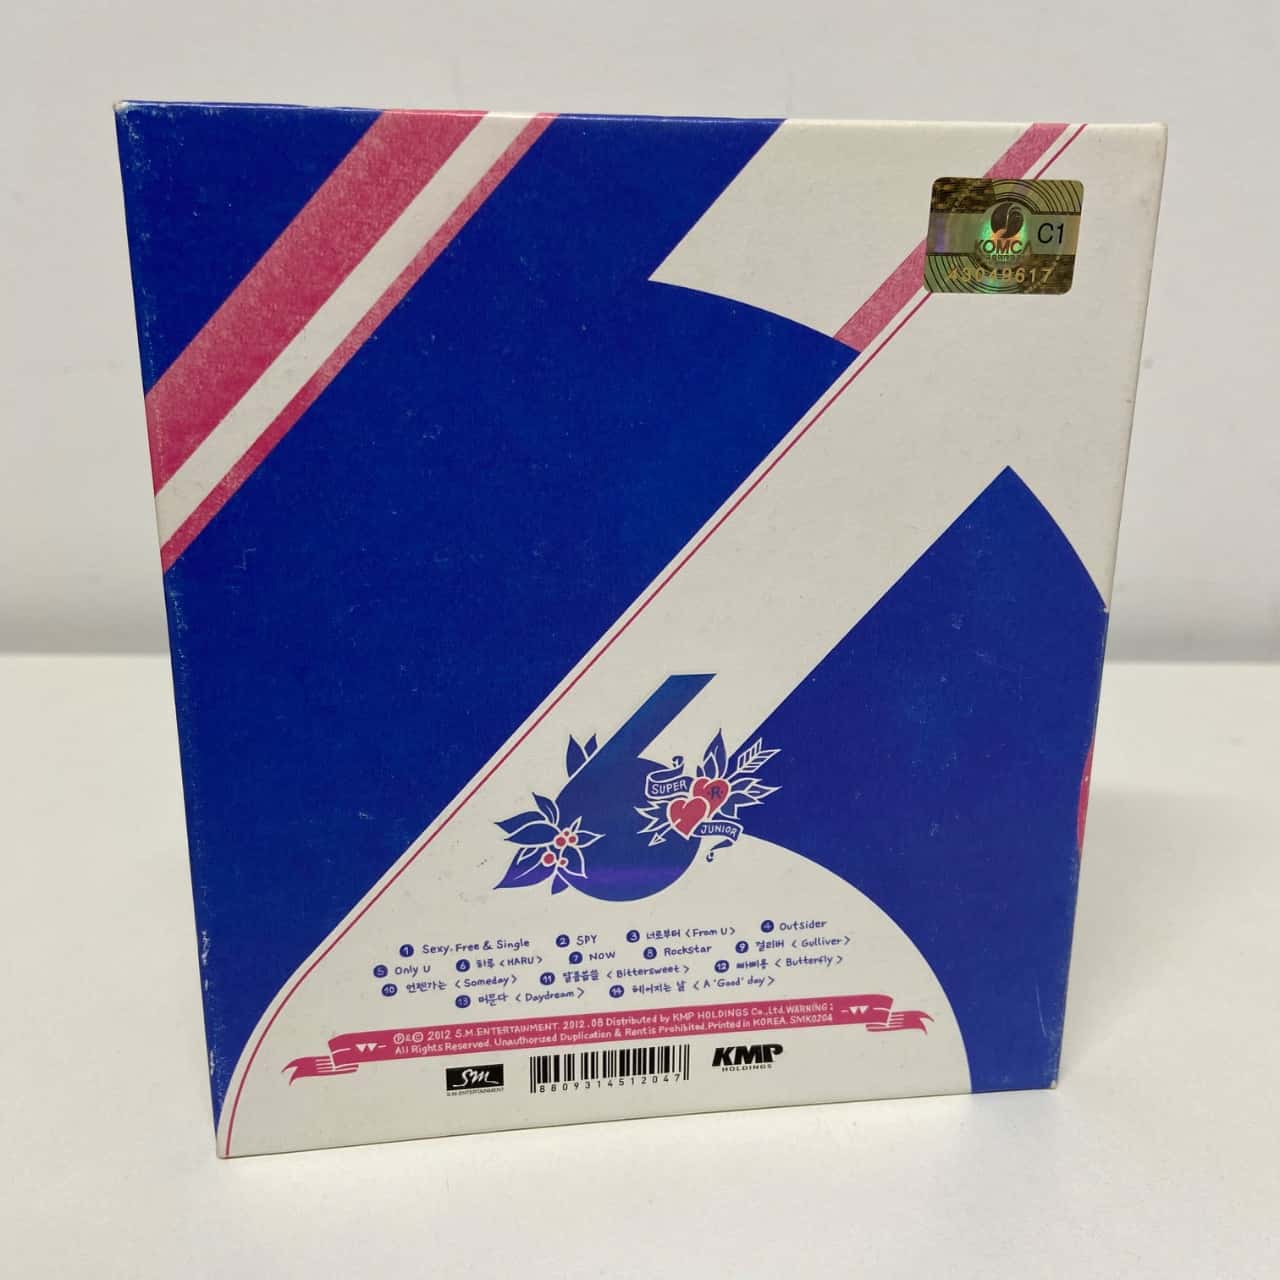 KOMCA C1
43049617
6
SUPER
R
JUNIOR
1 Sexy, Free & Single 2 SPY 3 너로부터 <From U> 4 Outsider
5 Only U 6 하루 <HARU> 7 NOW 8 Rockstar 9 걸리버 <Gulliver>
10 언젠가는 <Someday> 11 달콤씁쓸 <Bittersweet> 12 빠삐용 <Butterfly>
13 머문다 <Daydream> 14 헤어지는 날 <A 'Good' day>
℗&© 2012 S.M.ENTERTAINMENT. 2012.08 Distributed by KMP HOLDINGS Co.,Ltd. WARNING:
All Rights Reserved. Unauthorized Duplication & Rent is Prohibited. Printed in KOREA. SMK0204
SM
S.M. ENTERTAINMENT
8809314512047
KMP
HOLDINGS